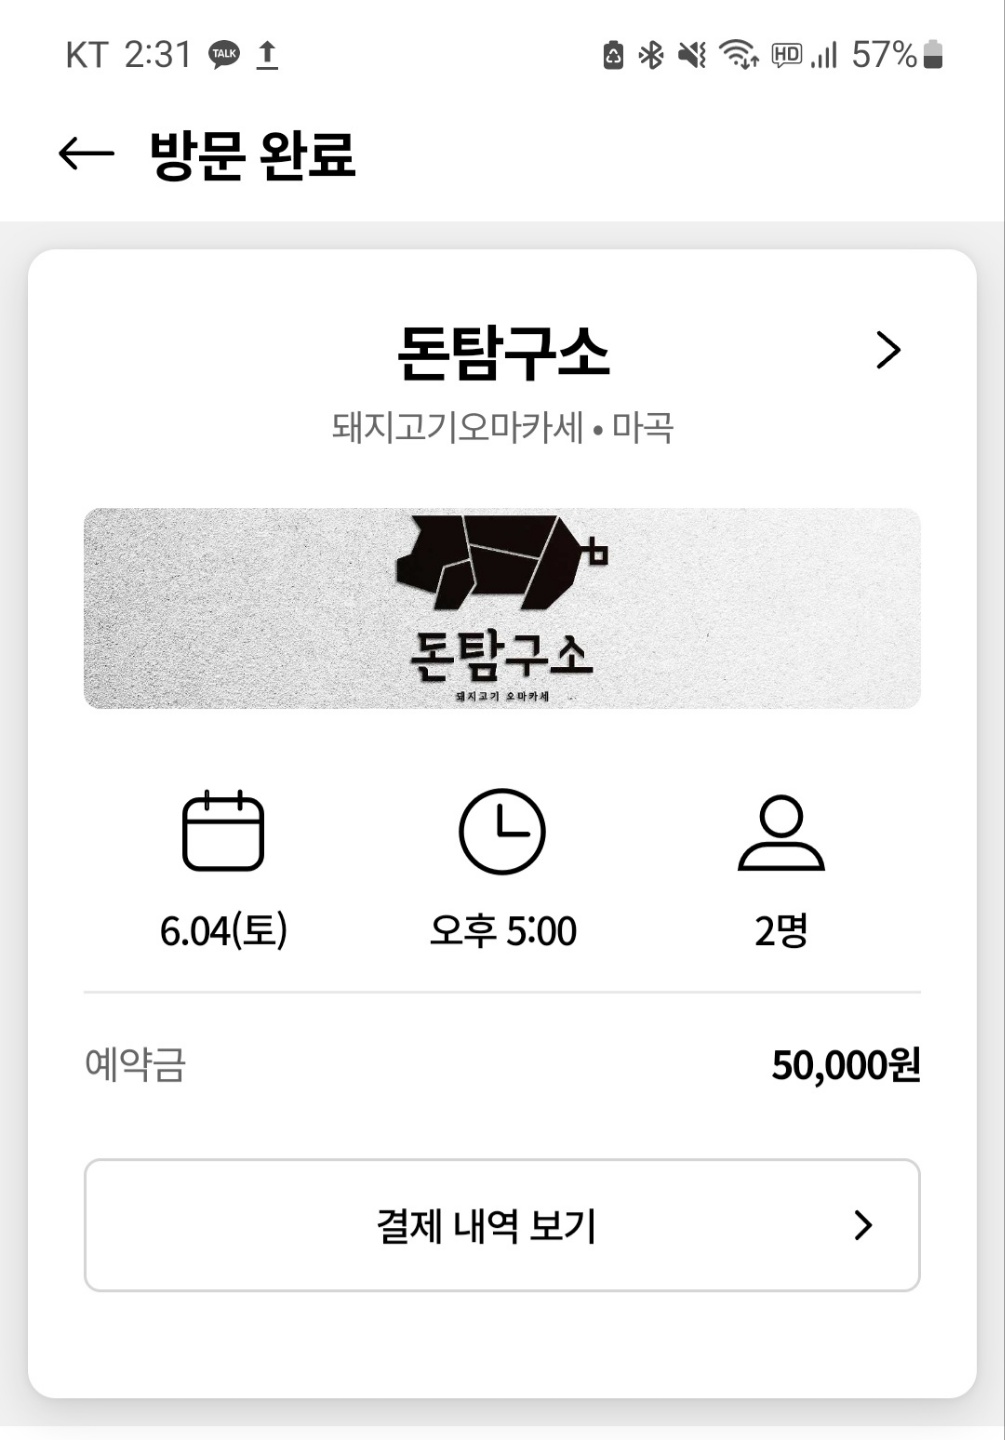 KT 2:31 TALK HD 57%
방문 완료
돈탐구소
돼지고기오마카세 • 마곡
돈탐구소
돼지고기 오마카세
6.04(토) 오후 5:00 2명
예약금 50,000원
결제 내역 보기